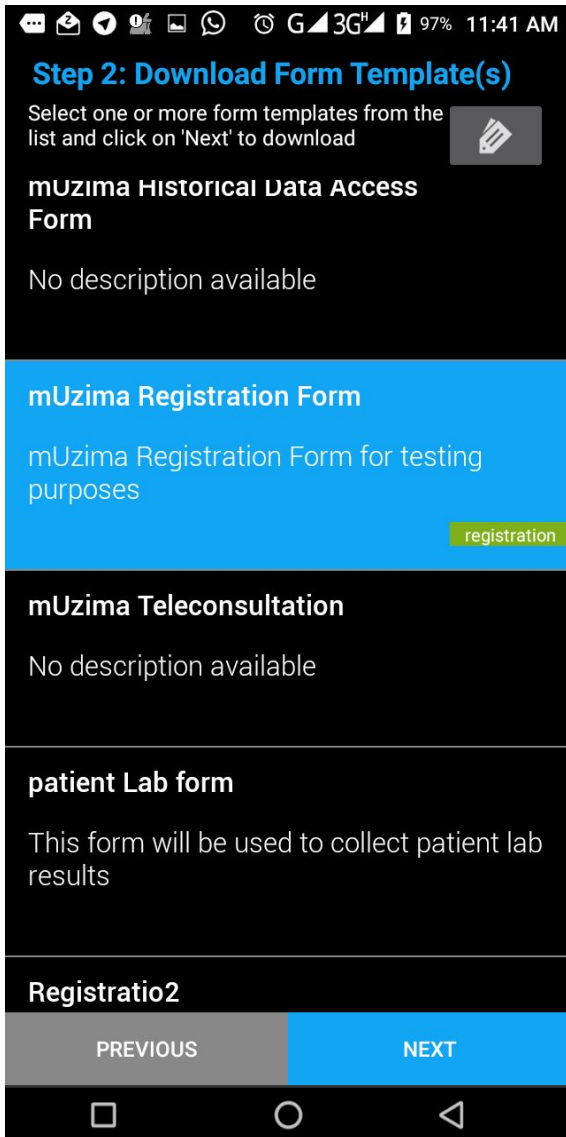 G 3G H 97% 11:41 AM
Step 2: Download Form Template(s)
Select one or more form templates from the
list and click on 'Next' to download
mUzima Historical Data Access
Form
No description available
mUzima Registration Form
mUzima Registration Form for testing
purposes
registration
mUzima Teleconsultation
No description available
patient Lab form
This form will be used to collect patient lab
results
Registratio2
PREVIOUS NEXT